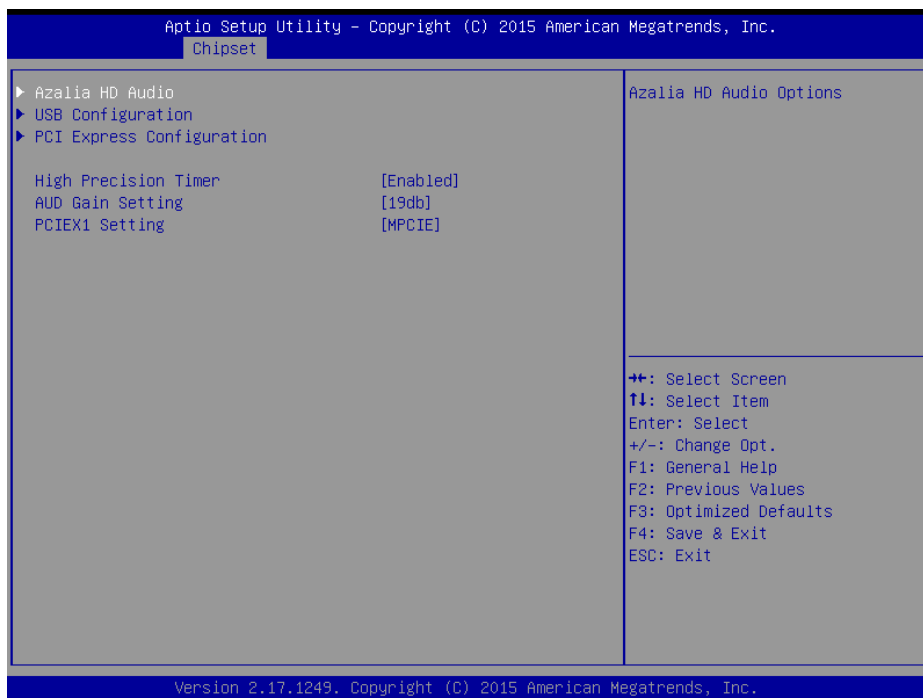 Aptio Setup Utility – Copyright (C) 2015 American Megatrends, Inc.
Chipset
▶ Azalia HD Audio
▶ USB Configuration
▶ PCI Express Configuration
High Precision Timer [Enabled]
AUD Gain Setting [19db]
PCIEX1 Setting [MPCIE]
Azalia HD Audio Options
→←: Select Screen
↑↓: Select Item
Enter: Select
+/-: Change Opt.
F1: General Help
F2: Previous Values
F3: Optimized Defaults
F4: Save & Exit
ESC: Exit
Version 2.17.1249. Copyright (C) 2015 American Megatrends, Inc.